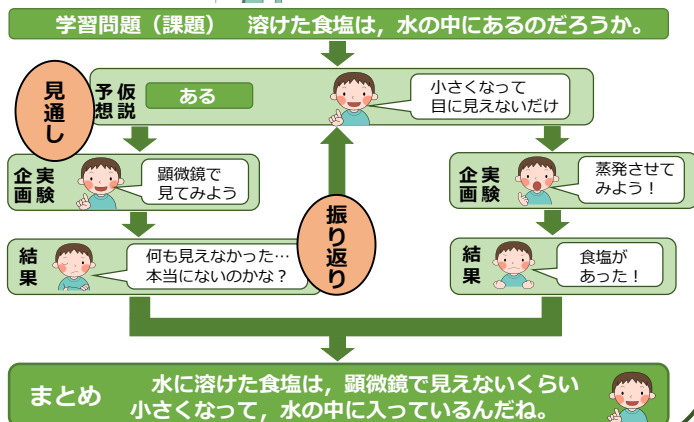 学習問題（課題）　溶けた食塩は，水の中にあるのだろうか。
見通し
予想
仮説
ある
小さくなって
目に見えないだけ
企画
実験
顕微鏡で
見てみよう
企画
実験
蒸発させて
みよう！
振り返り
結果
何も見えなかった…
本当にないのかな？
結果
食塩が
あった！
まとめ
水に溶けた食塩は，顕微鏡で見えないくらい
小さくなって，水の中に入っているんだね。